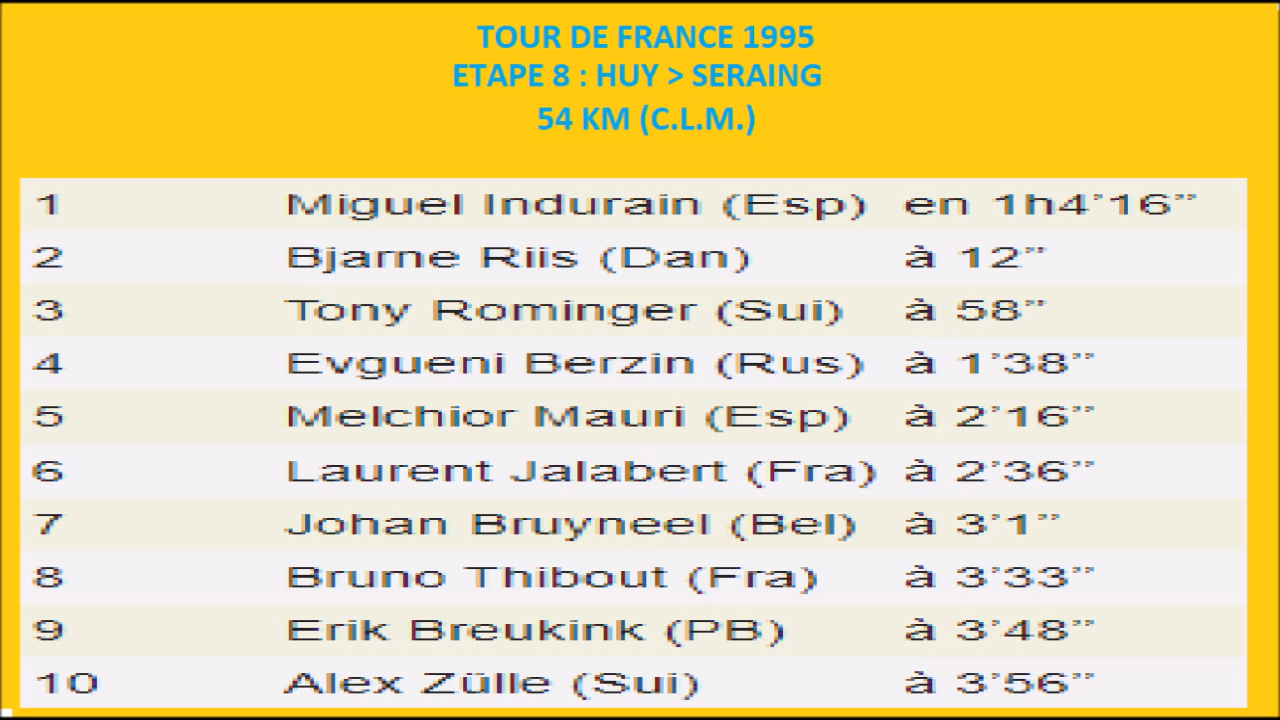 TOUR DE FRANCE 1995
ETAPE 8 : HUY > SERAING
54 KM (C.L.M.)
1 Miguel Indurain (Esp) en 1h4'16’’
2 Bjarne Riis (Dan) à 12’’
3 Tony Rominger (Sui) à 58’’
4 Evgueni Berzin (Rus) à 1’38’’
5 Melchior Mauri (Esp) à 2’16’’
6 Laurent Jalabert (Fra) à 2’36’’
7 Johan Bruyneel (Bel) à 3’1’’
8 Bruno Thibout (Fra) à 3’33’’
9 Erik Breukink (PB) à 3’48’’
10 Alex Zülle (Sui) à 3’56’’